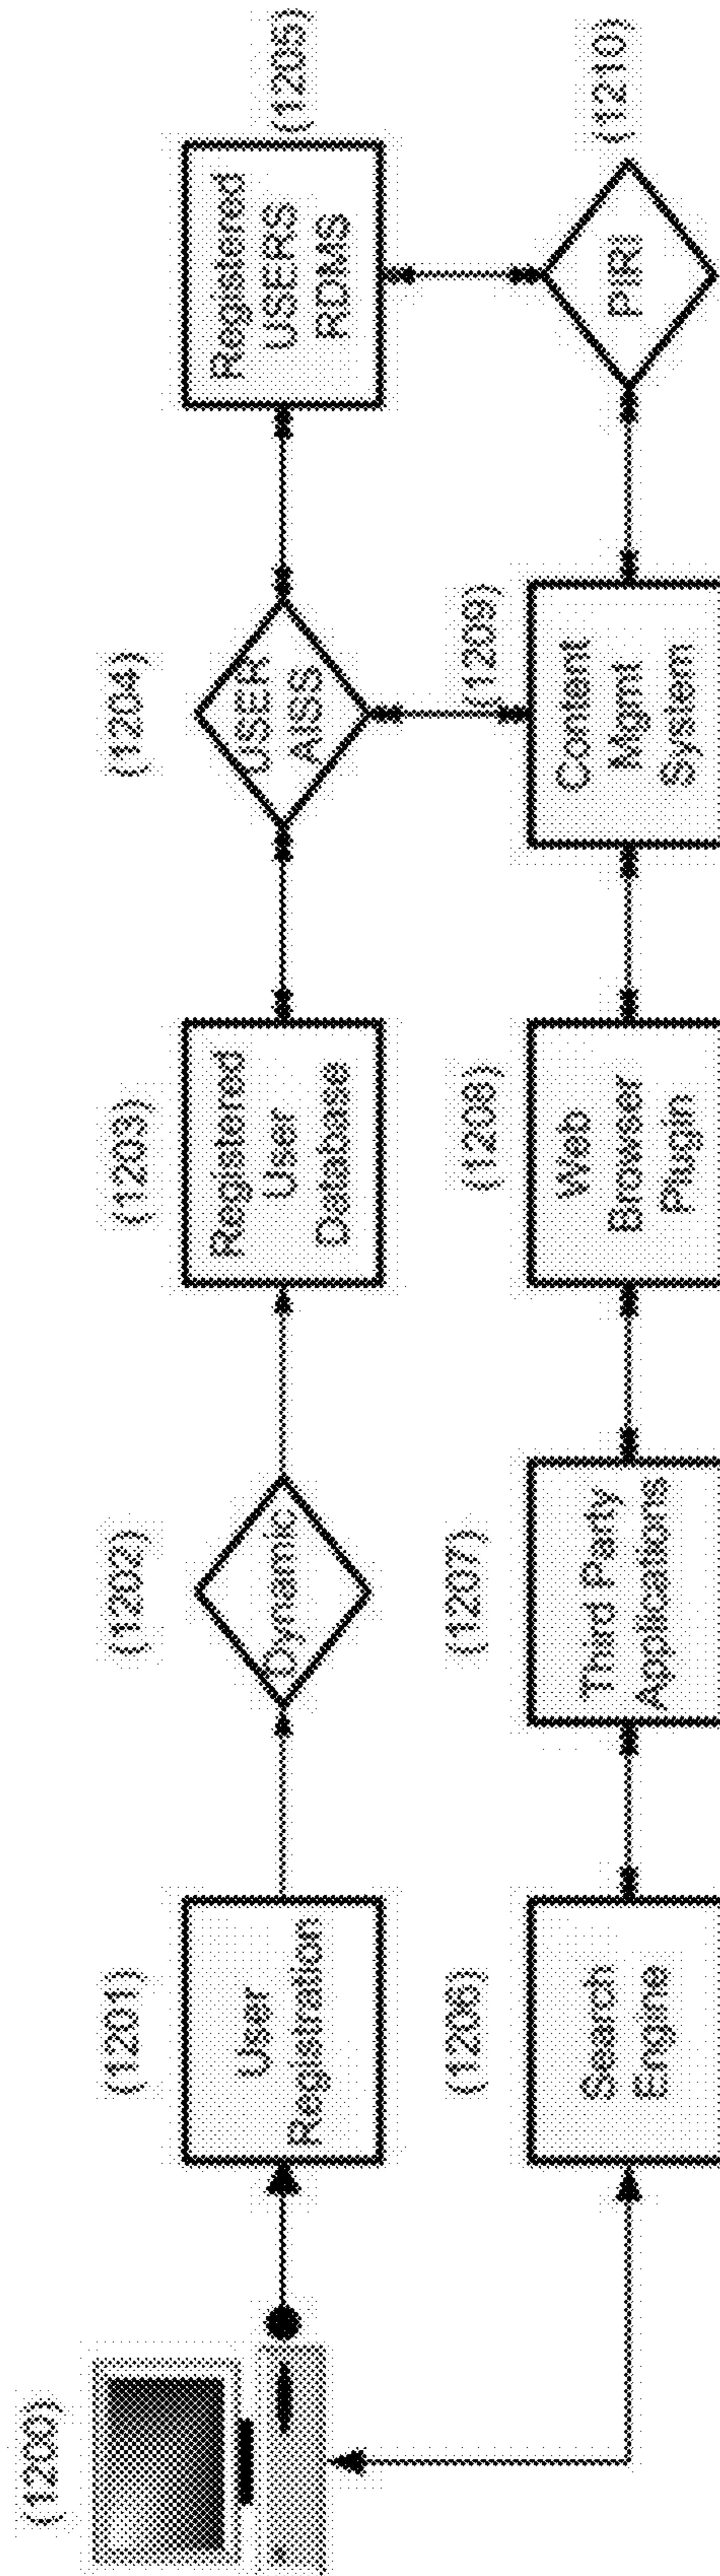 (1200)
(1201)
User
Registration
(1202)
Dynamic
(1203)
Registered
User
Database
(1204)
USER
AISS
Registered
USERS
RDMS
(1205)
(1206)
Search
Engine
(1207)
Third Party
Applications
(1208)
Web
Browser
Plugin
(1209)
Content
Mgmt
System
PIRI
(1210)